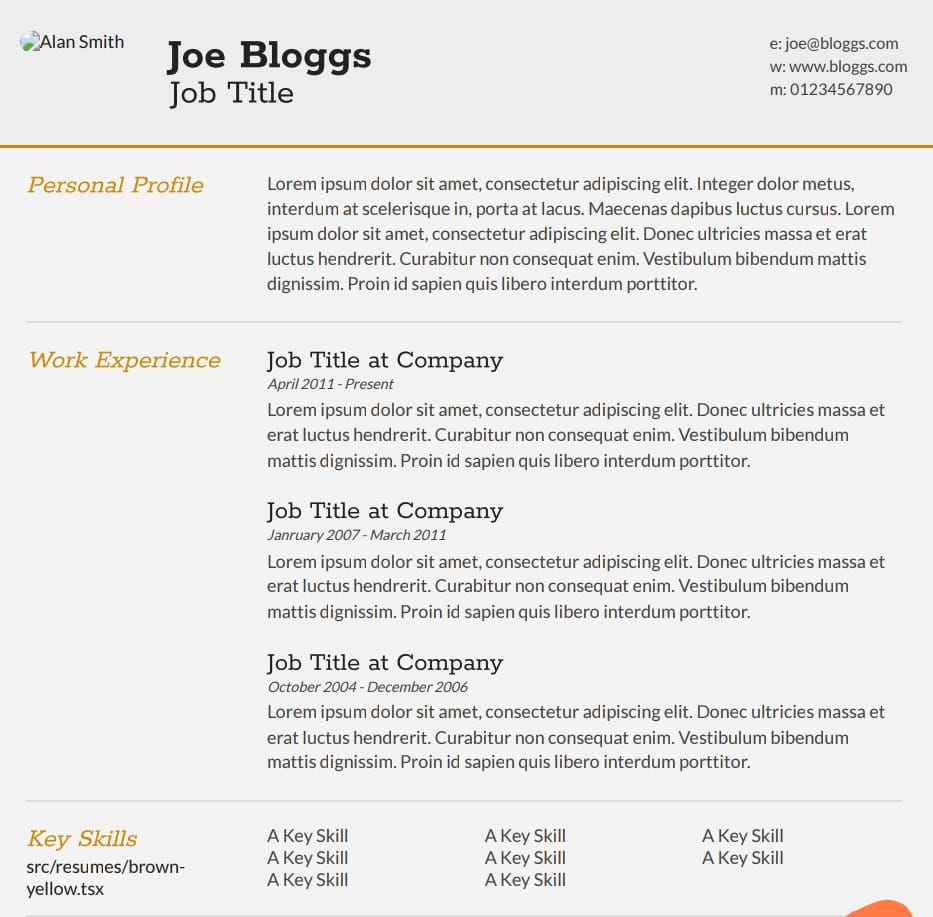 Alan Smith
Joe Bloggs
Job Title
e: joe@bloggs.com
w: www.bloggs.com
m: 01234567890
Personal Profile
Lorem ipsum dolor sit amet, consectetur adipiscing elit. Integer dolor metus,
interdum at scelerisque in, porta at lacus. Maecenas dapibus luctus cursus. Lorem
ipsum dolor sit amet, consectetur adipiscing elit. Donec ultricies massa et erat
luctus hendrerit. Curabitur non consequat enim. Vestibulum bibendum mattis
dignissim. Proin id sapien quis libero interdum porttitor.
Work Experience
Job Title at Company
April 2011 - Present
Lorem ipsum dolor sit amet, consectetur adipiscing elit. Donec ultricies massa et
erat luctus hendrerit. Curabitur non consequat enim. Vestibulum bibendum
mattis dignissim. Proin id sapien quis libero interdum porttitor.
Job Title at Company
Janruary 2007 - March 2011
Lorem ipsum dolor sit amet, consectetur adipiscing elit. Donec ultricies massa et
erat luctus hendrerit. Curabitur non consequat enim. Vestibulum bibendum
mattis dignissim. Proin id sapien quis libero interdum porttitor.
Job Title at Company
October 2004 - December 2006
Lorem ipsum dolor sit amet, consectetur adipiscing elit. Donec ultricies massa et
erat luctus hendrerit. Curabitur non consequat enim. Vestibulum bibendum
mattis dignissim. Proin id sapien quis libero interdum porttitor.
Key Skills
src/resumes/brown-
yellow.tsx
A Key Skill
A Key Skill
A Key Skill
A Key Skill
A Key Skill
A Key Skill
A Key Skill
A Key Skill